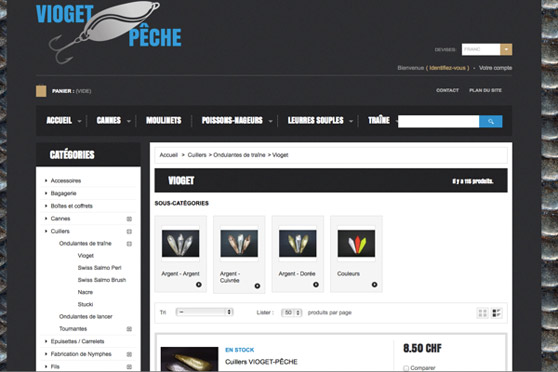 VIOGET
PÊCHE
DEVISES
FRANC
Bienvenue ( Identifiez-vous ) Votre compte
PANIER : (VIDE)
CONTACT PLAN DU SITE
ACCUEIL CANNES MOULINETS POISSONS-NAGEURS LEURRES SOUPLES TRAÎNE
CATÉGORIES
Accessoires
Bagagerie
Boîtes et coffrets
Cannes
Cuillers
Ondulantes de traîne
Vioget
Swiss Salmo Perl
Swiss Salmo Brush
Nacre
Stucki
Ondulantes de lancer
Tournantes
Epuisettes / Carrelets
Fabrication de Nymphes
Fils
Accueil > Cuillers > Ondulantes de traîne > Vioget
VIOGET Il y a 115 produits.
SOUS-CATÉGORIES
Argent - Argent
Argent - Cuivrée
Argent - Dorée
Couleurs
Tri -- Lister : 50 produits par page
EN STOCK
Cuillers VIOGET-PÊCHE
8.50 CHF
Comparer